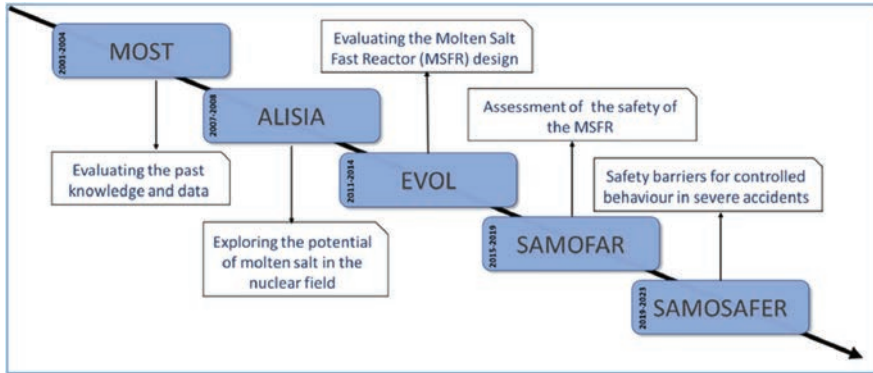 2001-2004
MOST
Evaluating the past
knowledge and data
2007-2008
ALISIA
Exploring the potential
of molten salt in the
nuclear field
Evaluating the Molten Salt
Fast Reactor (MSFR) design
2011-2014
EVOL
Assessment of the safety of
the MSFR
2015-2019
SAMOFAR
Safety barriers for controlled
behaviour in severe accidents
2019-2023
SAMOSAFER